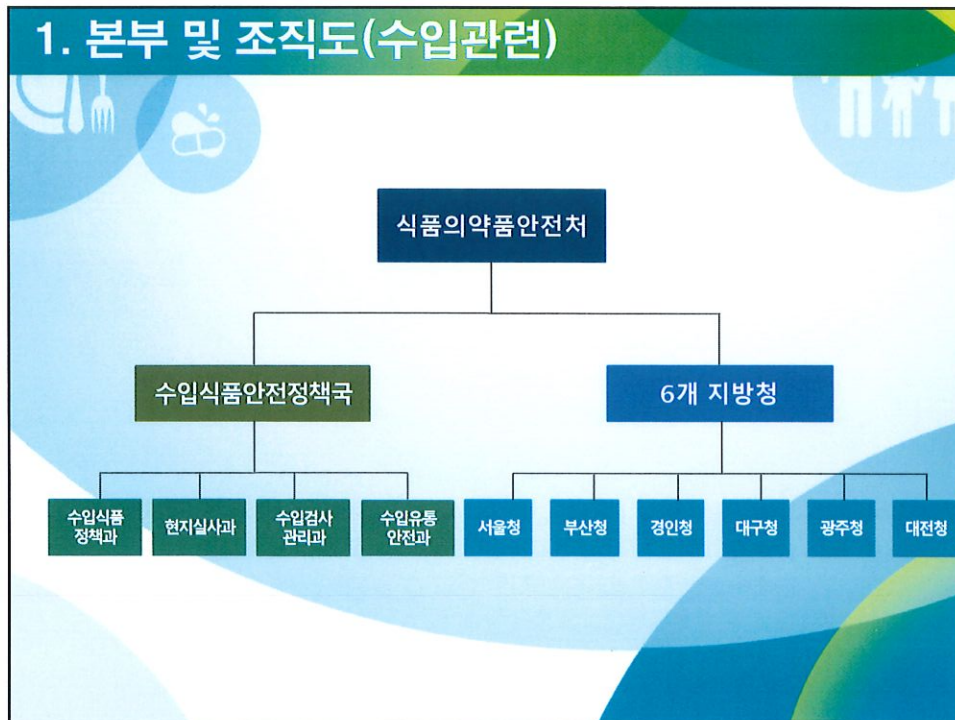 1. 본부 및 조직도(수입관련)
식품의약품안전처
수입식품안전정책국
6개 지방청
수입식품
정책과
현지실사과
수입검사
관리과
수입유통
안전과
서울청
부산청
경인청
대구청
광주청
대전청